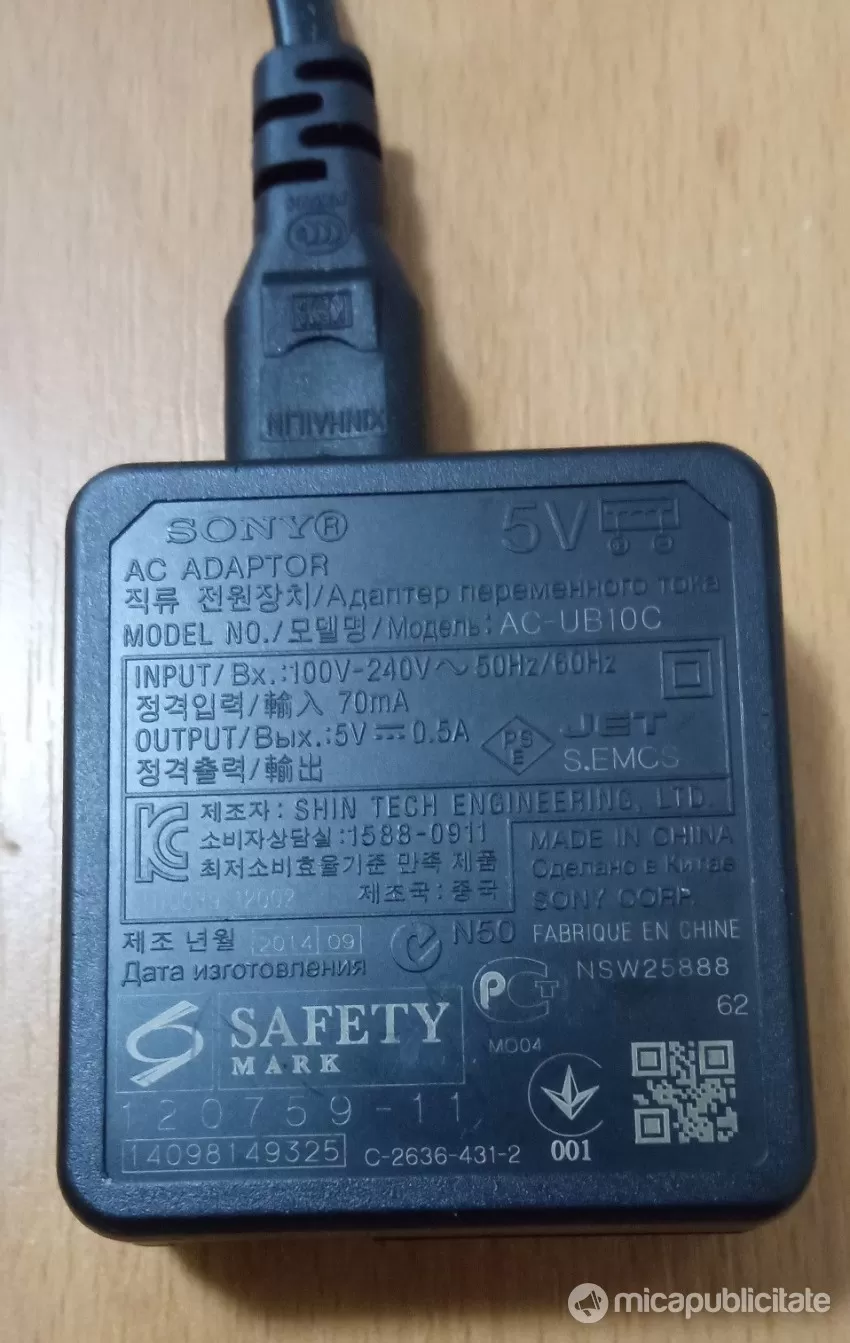 XINHAILIN
SONY®
5V
AC ADAPTOR
직류 전원장치/Адаптер переменного тока
MODEL NO./모델명/Модель: AC-UB10C
INPUT/Вх.:100V-240V~ 50Hz/60Hz
정격입력/輸入 70mA
OUTPUT/Вых.:5V⎓0.5A
정격출력/輸出
PS
E
JET
S.EMCS
제조자: SHIN TECH ENGINEERING, LTD.
소비자상담실:1588-0911
최저소비효율기준 만족 제품
제조국: 중국
MADE IN CHINA
Сделано в Китае
SONY CORP.
제조 년월 2014 09
N50
FABRIQUE EN CHINE
Дата изготовления
NSW25888
62
SAFETY
MARK
МО04
120759-11
001
14098149325
C-2636-431-2
micapublicitate